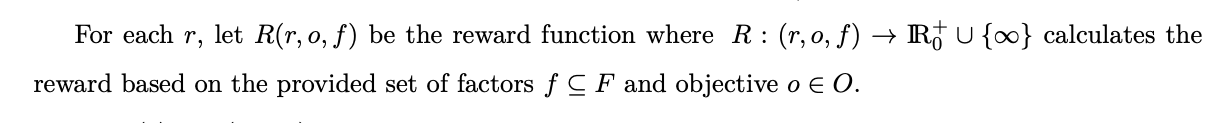 For each r, let R(r, o, f) be the reward function where R : (r, o, f) → ℝ₀⁺ ∪ {∞} calculates the
reward based on the provided set of factors f ⊆ F and objective o ∈ O.